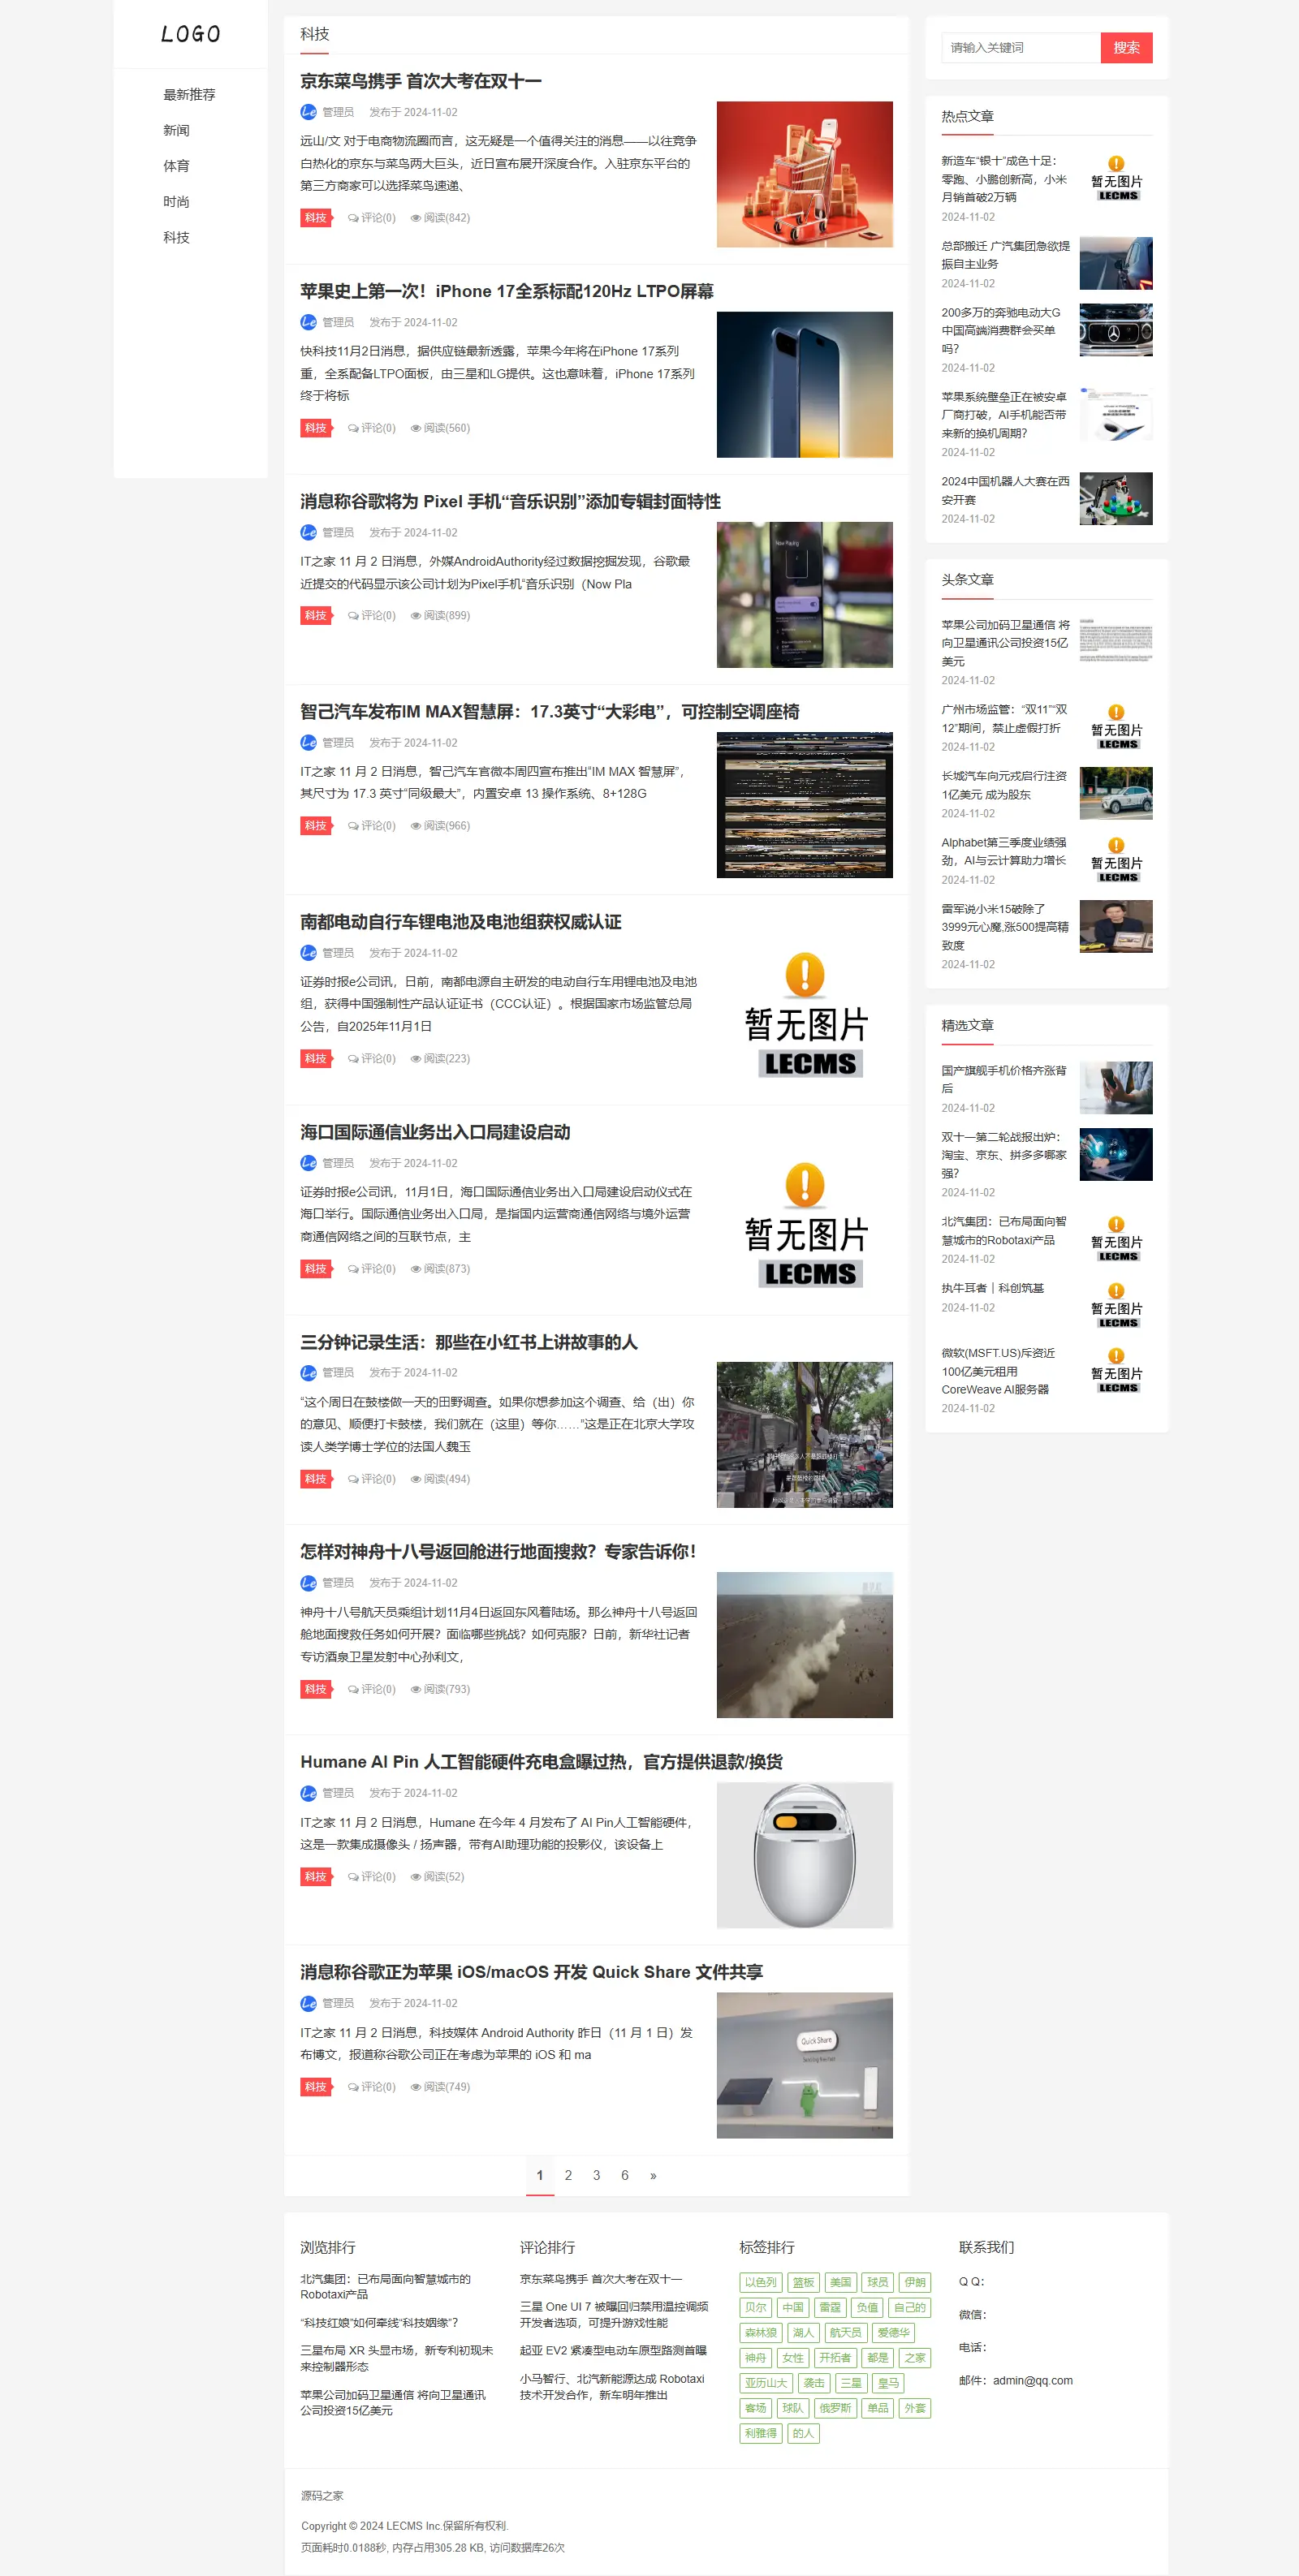 LOGO
最新推荐
新闻
体育
时尚
科技
科技
京东菜鸟携手 首次大考在双十一
管理员 发布于 2024-11-02
远山/文 对于电商物流圈而言，这无疑是一个值得关注的消息——以往竞争
白热化的京东与菜鸟两大巨头，近日宣布展开深度合作。入驻京东平台的
第三方商家可以选择菜鸟速递、
科技 评论(0) 阅读(842)
苹果史上第一次！iPhone 17全系标配120Hz LTPO屏幕
管理员 发布于 2024-11-02
快科技11月2日消息，据供应链最新透露，苹果今年将在iPhone 17系列
重，全系配备LTPO面板，由三星和LG提供。这也意味着，iPhone 17系列
终于将标
科技 评论(0) 阅读(560)
消息称谷歌将为 Pixel 手机“音乐识别”添加专辑封面特性
管理员 发布于 2024-11-02
IT之家 11 月 2 日消息，外媒AndroidAuthority经过数据挖掘发现，谷歌最
近提交的代码显示该公司计划为Pixel手机“音乐识别（Now Pla
科技 评论(0) 阅读(899)
Now Playing
智己汽车发布IM MAX智慧屏：17.3英寸“大彩电”，可控制空调座椅
管理员 发布于 2024-11-02
IT之家 11 月 2 日消息，智己汽车官微本周四宣布推出“IM MAX 智慧屏”，
其尺寸为 17.3 英寸“同级最大”，内置安卓 13 操作系统、8+128G
科技 评论(0) 阅读(966)
南都电动自行车锂电池及电池组获权威认证
管理员 发布于 2024-11-02
证券时报e公司讯，日前，南都电源自主研发的电动自行车用锂电池及电池
组，获得中国强制性产品认证证书（CCC认证）。根据国家市场监管总局
公告，自2025年11月1日
科技 评论(0) 阅读(223)
暂无图片
LECMS
海口国际通信业务出入口局建设启动
管理员 发布于 2024-11-02
证券时报e公司讯，11月1日，海口国际通信业务出入口局建设启动仪式在
海口举行。国际通信业务出入口局，是指国内运营商通信网络与境外运营
商通信网络之间的互联节点，主
科技 评论(0) 阅读(873)
暂无图片
LECMS
三分钟记录生活：那些在小红书上讲故事的人
管理员 发布于 2024-11-02
“这个周日在鼓楼做一天的田野调查。如果你想参加这个调查、给（出）你
的意见、顺便打卡鼓楼，我们就在（这里）等你……”这是正在北京大学攻
读人类学博士学位的法国人魏玉
科技 评论(0) 阅读(494)
怎样对神舟十八号返回舱进行地面搜救？专家告诉你！
管理员 发布于 2024-11-02
神舟十八号航天员乘组计划11月4日返回东风着陆场。那么神舟十八号返回
舱地面搜救任务如何开展？面临哪些挑战？如何克服？日前，新华社记者
专访酒泉卫星发射中心孙利文，
科技 评论(0) 阅读(793)
Humane AI Pin 人工智能硬件充电盒曝过热，官方提供退款/换货
管理员 发布于 2024-11-02
IT之家 11 月 2 日消息，Humane 在今年 4 月发布了 AI Pin人工智能硬件，
这是一款集成摄像头 / 扬声器，带有AI助理功能的投影仪，该设备上
科技 评论(0) 阅读(52)
消息称谷歌正为苹果 iOS/macOS 开发 Quick Share 文件共享
管理员 发布于 2024-11-02
IT之家 11 月 2 日消息，科技媒体 Android Authority 昨日（11 月 1 日）发
布博文，报道称谷歌公司正在考虑为苹果的 iOS 和 ma
科技 评论(0) 阅读(749)
Quick Share
1 2 3 6 »
请输入关键词 搜索
热点文章
新造车“银十”成色十足：
零跑、小鹏创新高，小米
月销首破2万辆
2024-11-02
暂无图片
LECMS
总部搬迁 广汽集团急欲提
振自主业务
2024-11-02
200多万的奔驰电动大G
中国高端消费群会买单
吗？
2024-11-02
苹果系统壁垒正在被安卓
厂商打破，AI手机能否带
来新的换机周期？
2024-11-02
2024中国机器人大赛在西
安开赛
2024-11-02
头条文章
苹果公司加码卫星通信 将
向卫星通讯公司投资15亿
美元
2024-11-02
广州市场监管：“双11”“双
12”期间，禁止虚假打折
2024-11-02
暂无图片
LECMS
长城汽车向元戎启行注资
1亿美元 成为股东
2024-11-02
Alphabet第三季度业绩强
劲，AI与云计算助力增长
2024-11-02
暂无图片
LECMS
雷军说小米15破除了
3999元心魔,涨500提高精
致度
2024-11-02
精选文章
国产旗舰手机价格齐涨背
后
2024-11-02
双十一第二轮战报出炉：
淘宝、京东、拼多多哪家
强？
2024-11-02
北汽集团：已布局面向智
慧城市的Robotaxi产品
2024-11-02
暂无图片
LECMS
执牛耳者｜科创筑基
2024-11-02
暂无图片
LECMS
微软(MSFT.US)斥资近
100亿美元租用
CoreWeave AI服务器
2024-11-02
暂无图片
LECMS
浏览排行
北汽集团：已布局面向智慧城市的
Robotaxi产品
“科技红娘”如何牵线“科技姻缘”？
三星布局 XR 头显市场，新专利初现未
来控制器形态
苹果公司加码卫星通信 将向卫星通讯
公司投资15亿美元
评论排行
京东菜鸟携手 首次大考在双十一
三星 One UI 7 被曝回归禁用温控调频
开发者选项，可提升游戏性能
起亚 EV2 紧凑型电动车原型路测首曝
小马智行、北汽新能源达成 Robotaxi
技术开发合作，新车明年推出
标签排行
以色列 篮板 美国 球员 伊朗
贝尔 中国 雷霆 负值 自己的
森林狼 湖人 航天员 爱德华
神舟 女性 开拓者 都是 之家
亚历山大 袭击 三星 皇马
客场 球队 俄罗斯 单品 外套
利雅得 的人
联系我们
Q Q：
微信：
电话：
邮件：admin@qq.com
源码之家
Copyright © 2024 LECMS Inc.保留所有权利.
页面耗时0.0188秒, 内存占用305.28 KB, 访问数据库26次